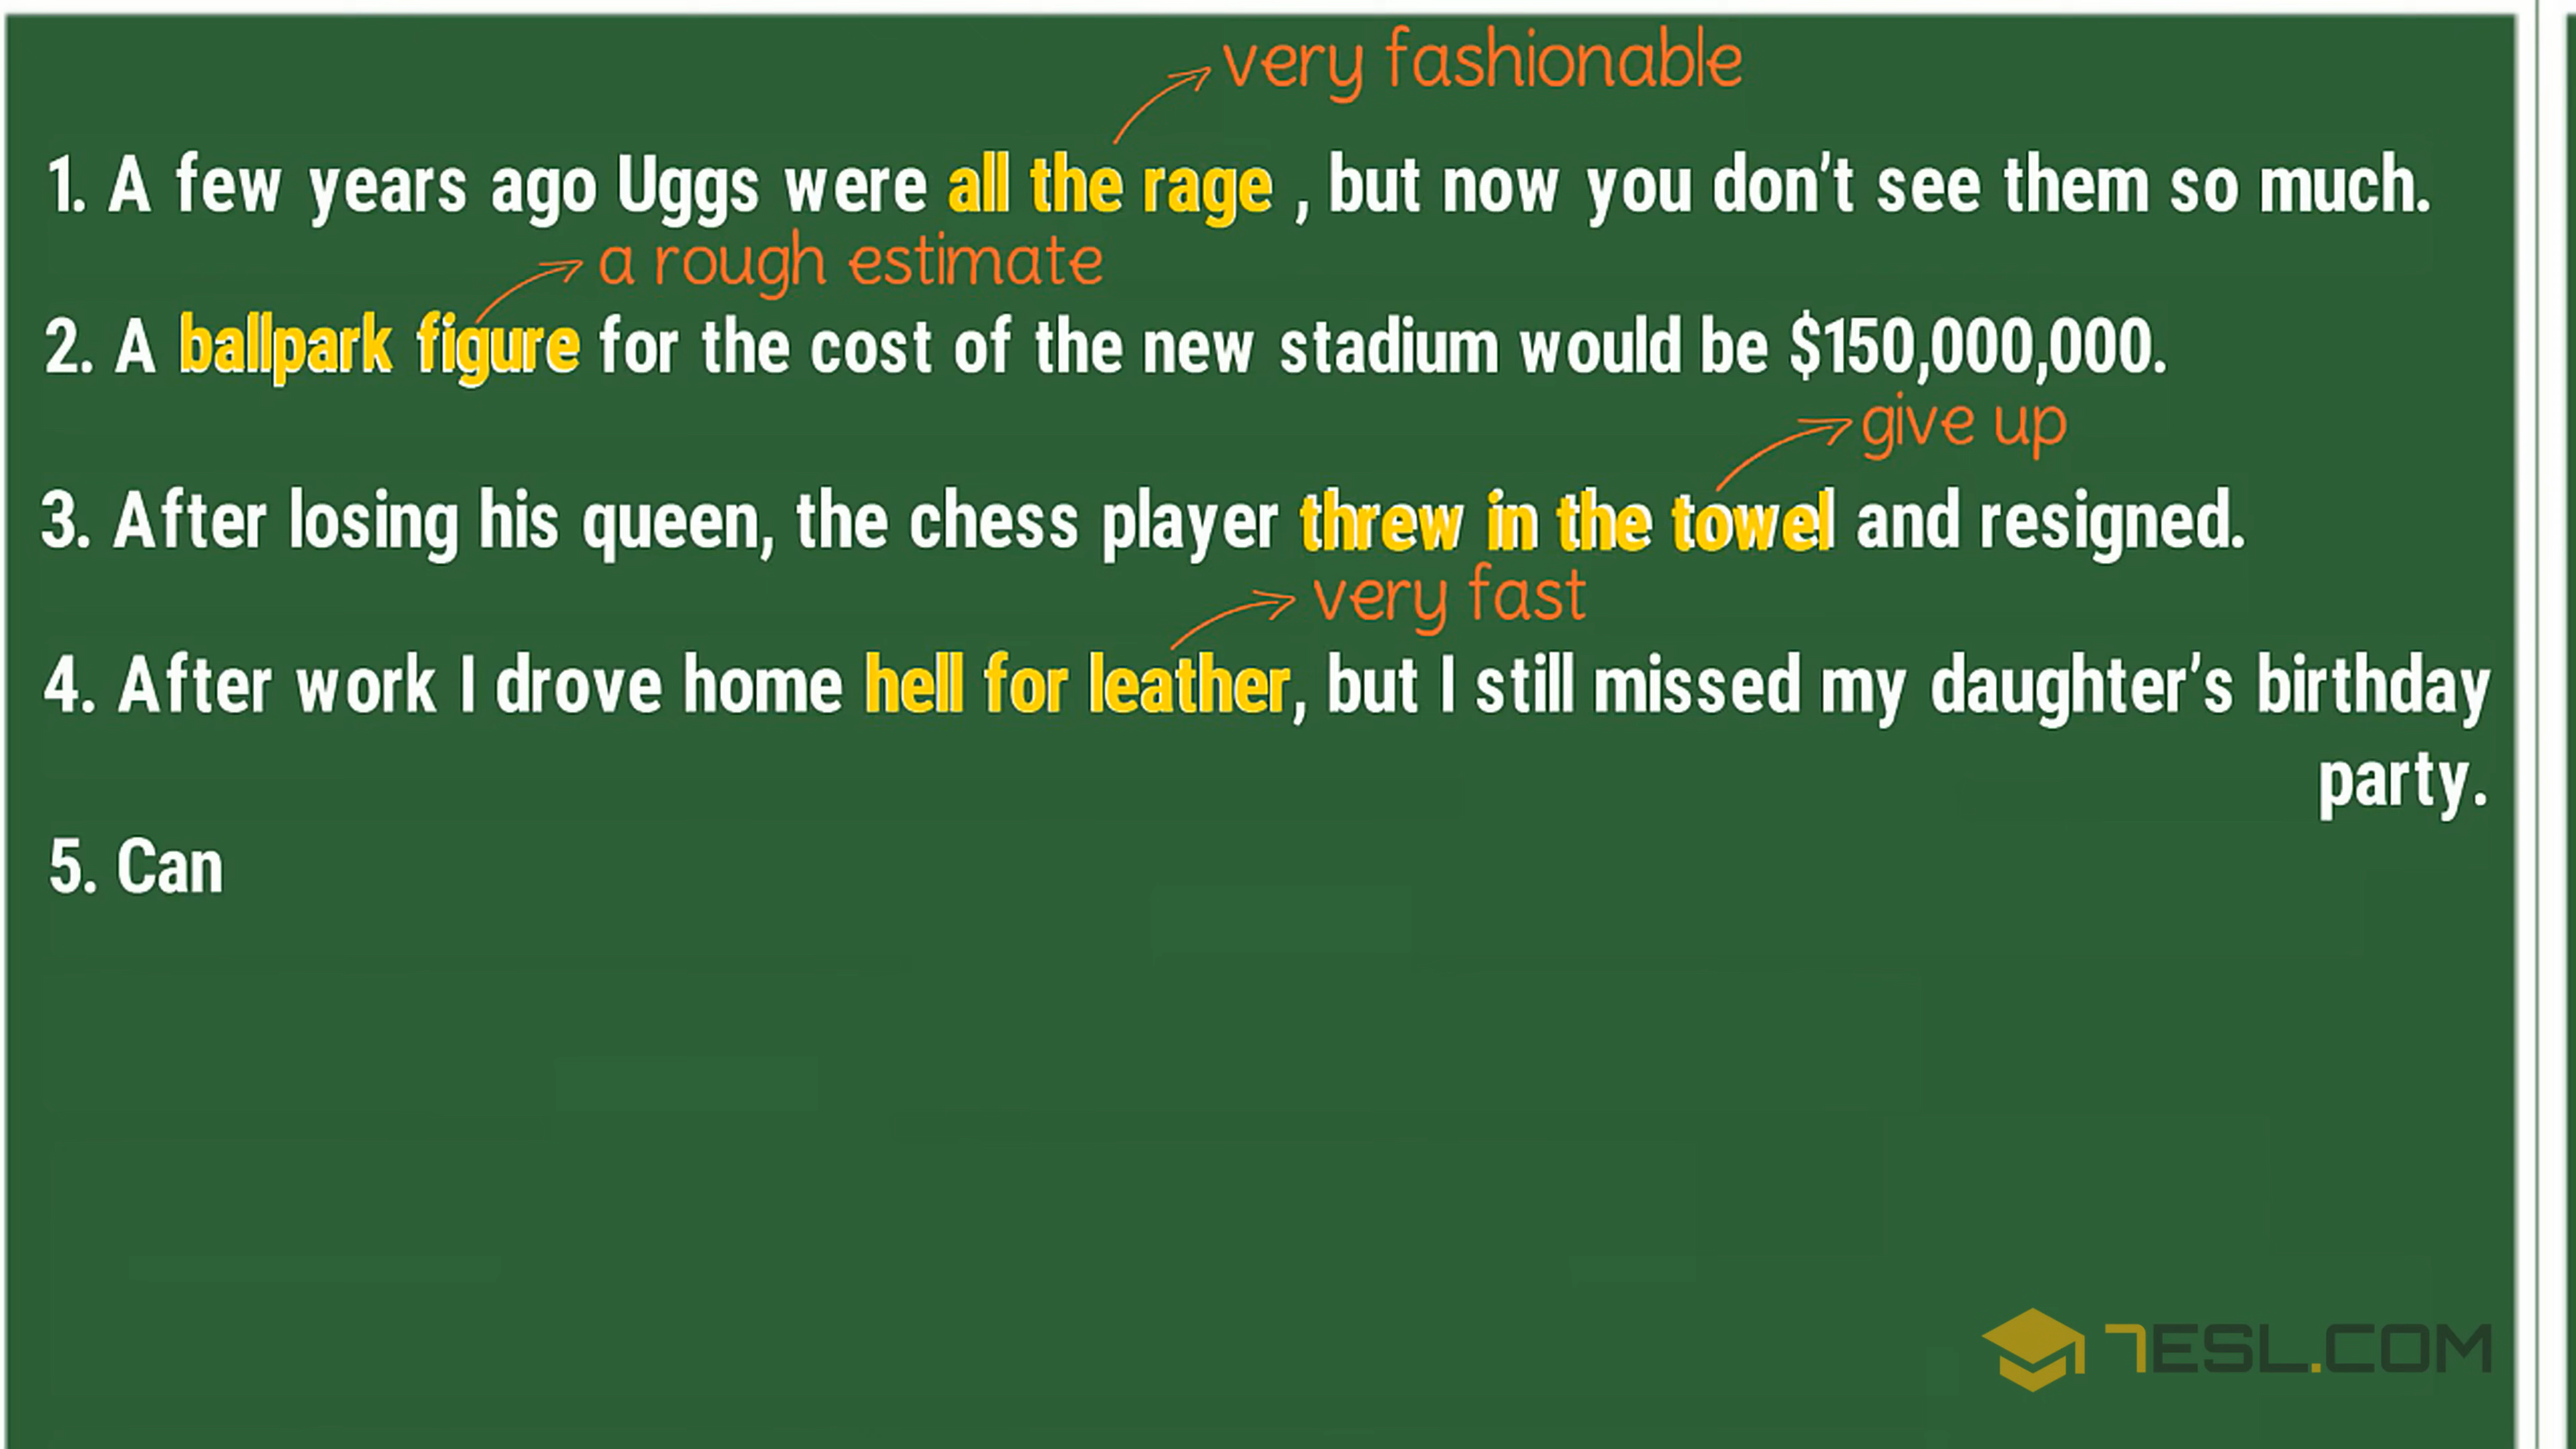 very fashionable
1. A few years ago Uggs were all the rage , but now you don’t see them so much.
a rough estimate
2. A ballpark figure for the cost of the new stadium would be $150,000,000.
give up
3. After losing his queen, the chess player threw in the towel and resigned.
very fast
4. After work I drove home hell for leather, but I still missed my daughter’s birthday
party.
5. Can
7ESL.COM